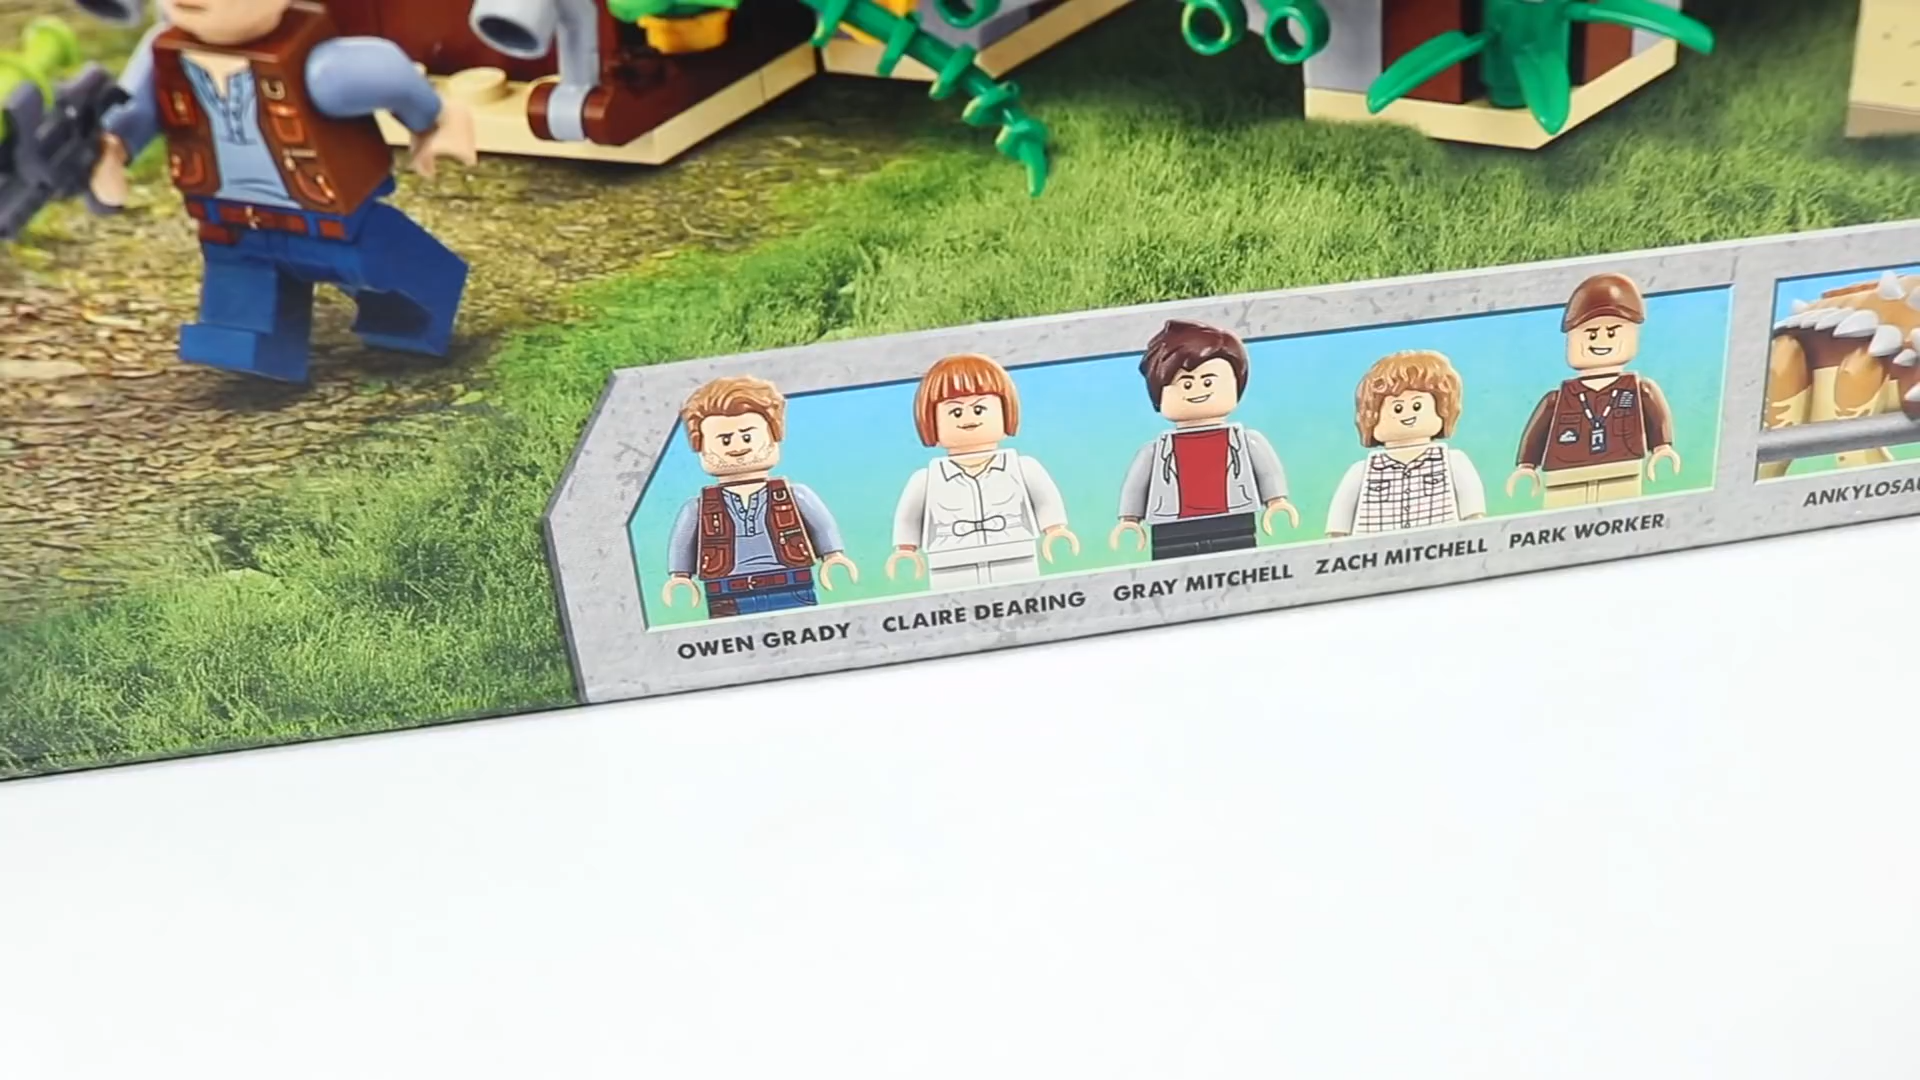 OWEN GRADY
CLAIRE DEARING
GRAY MITCHELL
ZACH MITCHELL
PARK WORKER